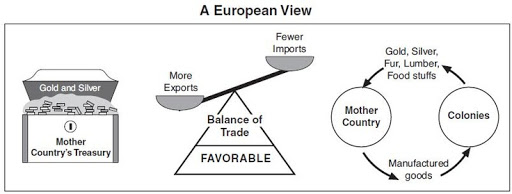 A European View
Gold and Silver
Mother
Country's Treasury
More
Exports
Fewer
Imports
Balance of
Trade
FAVORABLE
Gold, Silver,
Fur, Lumber,
Food stuffs
Mother
Country
Colonies
Manufactured
goods